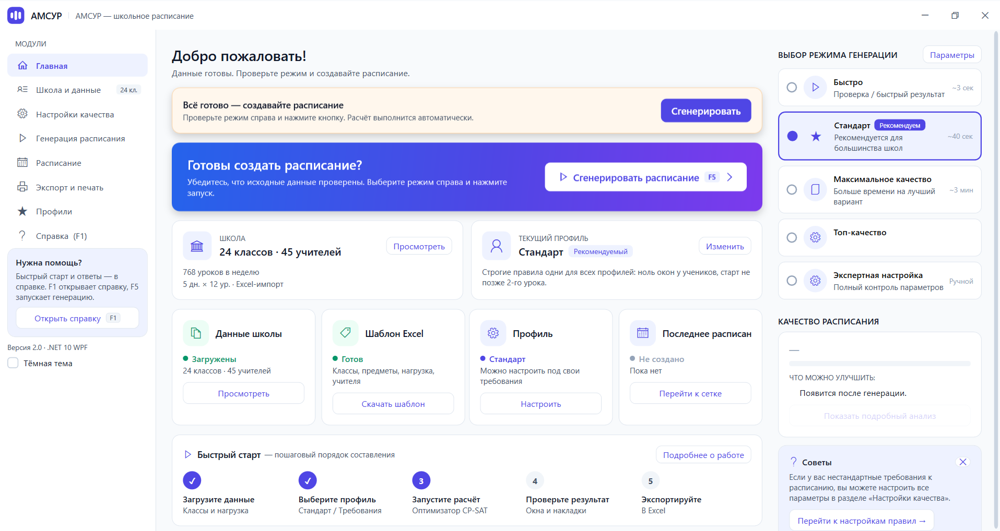 АМСУР
АМСУР — школьное расписание
МОДУЛИ
Главная
Школа и данные
24 кл.
Настройки качества
Генерация расписания
Расписание
Экспорт и печать
Профили
Справка (F1)
Нужна помощь?
Быстрый старт и ответы — в
справке. F1 открывает справку, F5
запускает генерацию.
Открыть справку F1
Версия 2.0 · .NET 10 WPF
Тёмная тема
Добро пожаловать!
Данные готовы. Проверьте режим и создавайте расписание.
Всё готово — создавайте расписание
Проверьте режим справа и нажмите кнопку. Расчёт выполнится автоматически.
Сгенерировать
Готовы создать расписание?
Убедитесь, что исходные данные проверены. Выберите режим справа и нажмите
запуск.
Сгенерировать расписание F5
ШКОЛА
24 классов · 45 учителей
Просмотреть
768 уроков в неделю
5 дн. × 12 ур. · Excel-импорт
ТЕКУЩИЙ ПРОФИЛЬ
Стандарт Рекомендуемый
Изменить
Строгие правила одни для всех профилей: ноль окон у учеников, старт не
позже 2-го урока.
Данные школы
Загружены
24 классов · 45 учителей
Просмотреть
Шаблон Excel
Готов
Классы, предметы, нагрузка,
учителя
Скачать шаблон
Профиль
Стандарт
Можно настроить под свои
требования
Настроить
Последнее расписан
Не создано
Пока нет
Перейти к сетке
Быстрый старт — пошаговый порядок составления
Подробнее о работе
Загрузите данные
Классы и нагрузка
Выберите профиль
Стандарт / Требования
3
Запустите расчёт
Оптимизатор CP-SAT
4
Проверьте результат
Окна и накладки
5
Экспортируйте
В Excel
ВЫБОР РЕЖИМА ГЕНЕРАЦИИ
Параметры
Быстро
Проверка / быстрый результат
~3 сек
Стандарт Рекомендуем
Рекомендуется для
большинства школ
~40 сек
Максимальное качество
Больше времени на лучший
вариант
~3 мин
Топ-качество
Экспертная настройка
Полный контроль параметров
Ручной
КАЧЕСТВО РАСПИСАНИЯ
—
ЧТО МОЖНО УЛУЧШИТЬ:
Появится после генерации.
Показать подробный анализ
Советы
Если у вас нестандартные требования к
расписанию, вы можете настроить все
параметры в разделе «Настройки качества».
Перейти к настройкам правил →